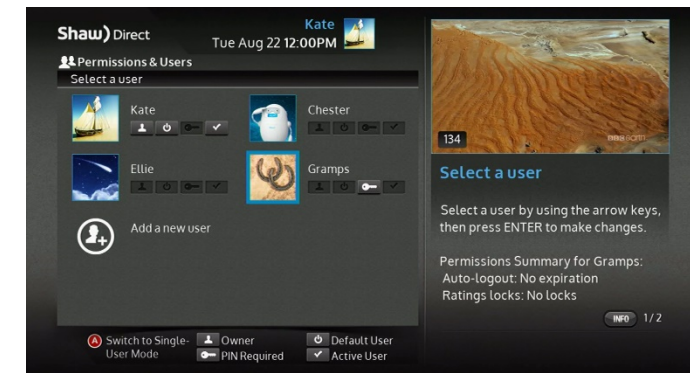 Shaw) Direct
Kate
Tue Aug 22 12:00PM
Permissions & Users
Select a user
Kate
Chester
Ellie
Gramps
Add a new user
A Switch to Single-
User Mode
Owner
PIN Required
Default User
Active User
134
Select a user
Select a user by using the arrow keys,
then press ENTER to make changes.
Permissions Summary for Gramps:
Auto-logout: No expiration
Ratings locks: No locks
INFO 1/2